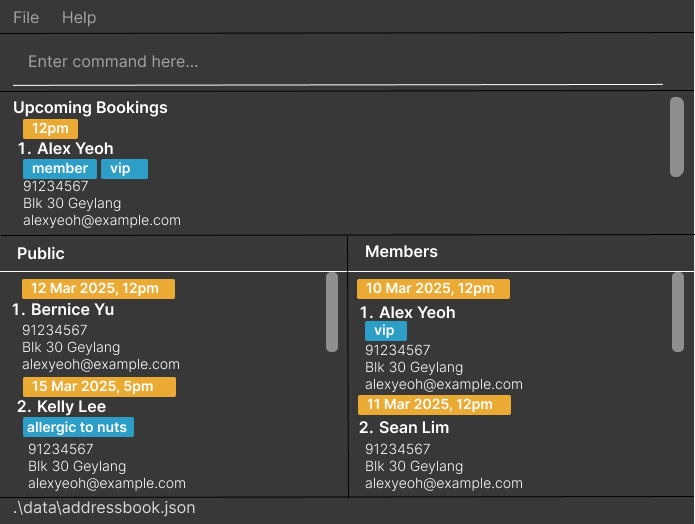 File Help
Enter command here...
Upcoming Bookings
12pm
1. Alex Yeoh
member vip
91234567
Blk 30 Geylang
alexyeoh@example.com
Public
12 Mar 2025, 12pm
1. Bernice Yu
91234567
Blk 30 Geylang
alexyeoh@example.com
15 Mar 2025, 5pm
2. Kelly Lee
allergic to nuts
91234567
Blk 30 Geylang
alexyeoh@example.com
Members
10 Mar 2025, 12pm
1. Alex Yeoh
vip
91234567
Blk 30 Geylang
alexyeoh@example.com
11 Mar 2025, 12pm
2. Sean Lim
91234567
Blk 30 Geylang
alexyeoh@example.com
.\data\addressbook.json